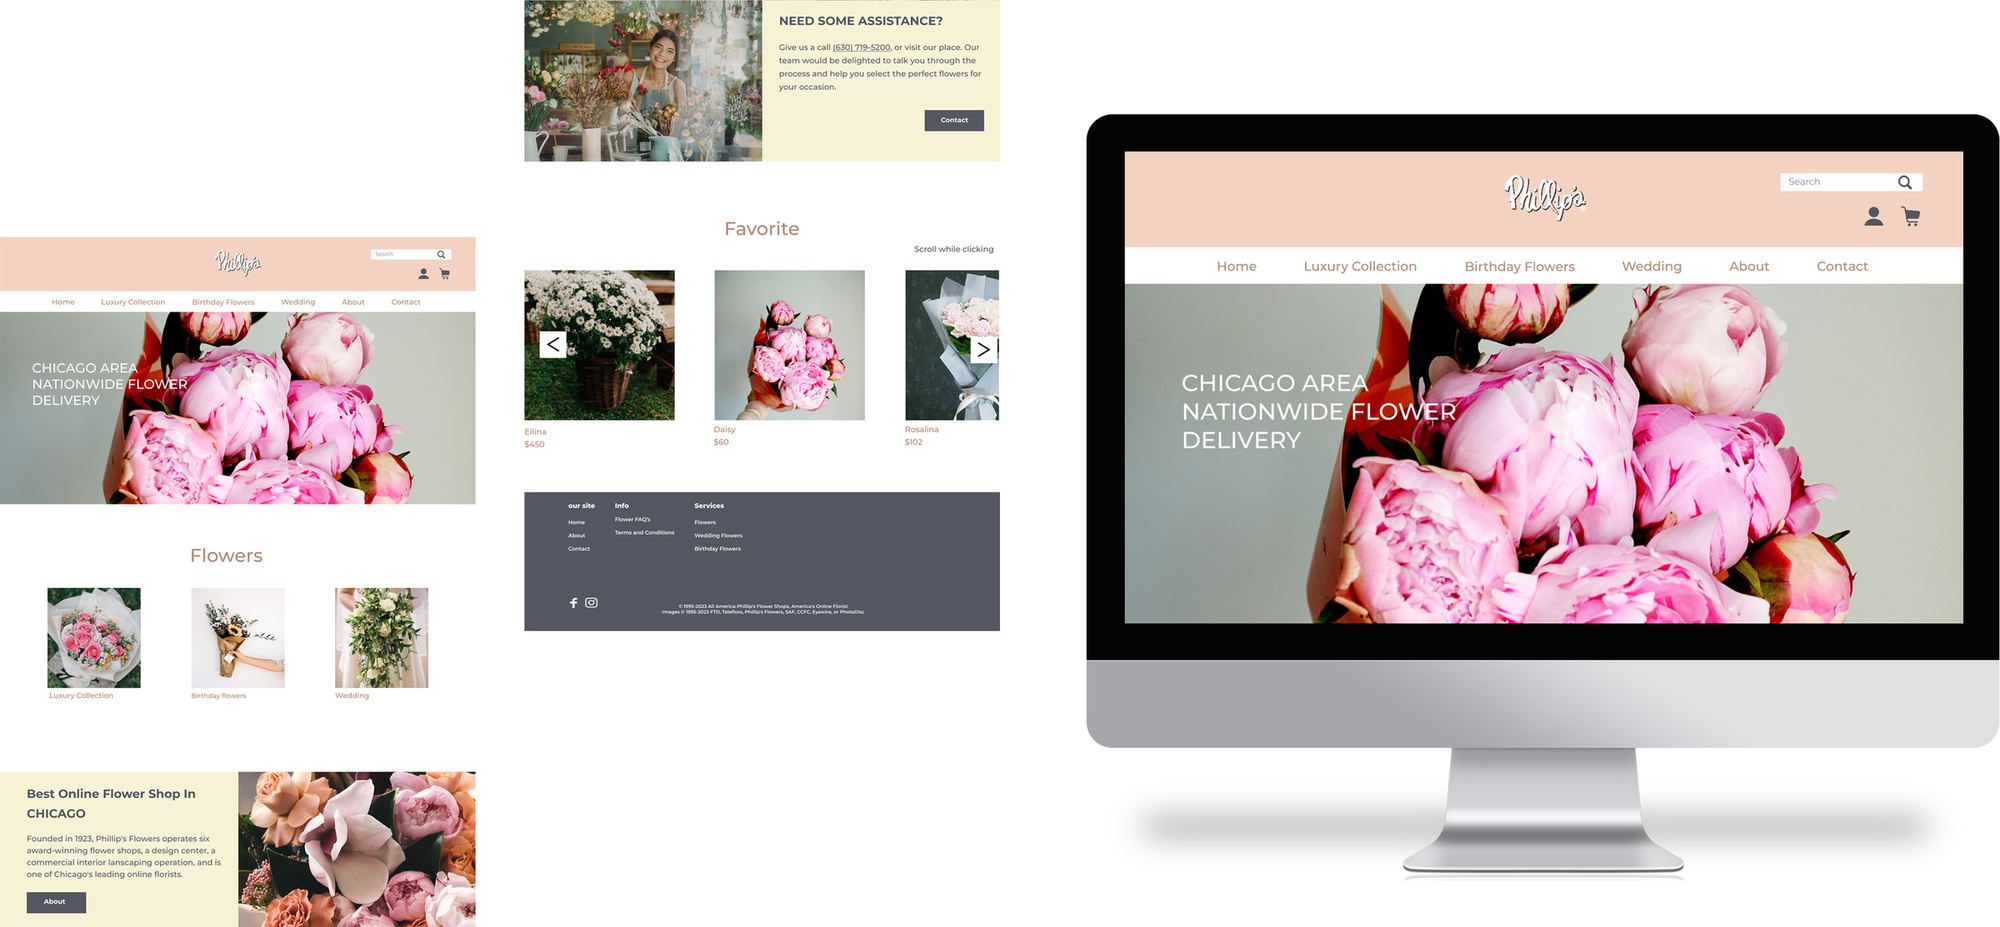 Phillip's
Search
Home Luxury Collection Birthday Flowers Wedding About Contact
CHICAGO AREA
NATIONWIDE FLOWER
DELIVERY
Flowers
Luxury Collection
Birthday flowers
Wedding
Best Online Flower Shop In
CHICAGO
Founded in 1923, Phillip's Flowers operates six
award-winning flower shops, a design center, a
commercial interior lanscaping operation, and is
one of Chicago's leading online florists.
About
NEED SOME ASSISTANCE?
Give us a call (630) 719-5200, or visit our place. Our
team would be delighted to talk you through the
process and help you select the perfect flowers for
your occasion.
Contact
Favorite
Scroll while clicking
<
>
Ellina
$450
Daisy
$60
Rosalina
$102
our site
Home
About
Contact
Info
Flower FAQ's
Terms and Conditions
Services
Flowers
Wedding Flowers
Birthday Flowers
© 1995-2023 All America-Phillip's Flower Shops, America's Online Florist
Images © 1995-2023 FTD, Teleflora, Phillip's Flowers, SAF, CCFC, Eyewire, or PhotoDisc
Phillip's
Search
Home Luxury Collection Birthday Flowers Wedding About Contact
CHICAGO AREA
NATIONWIDE FLOWER
DELIVERY